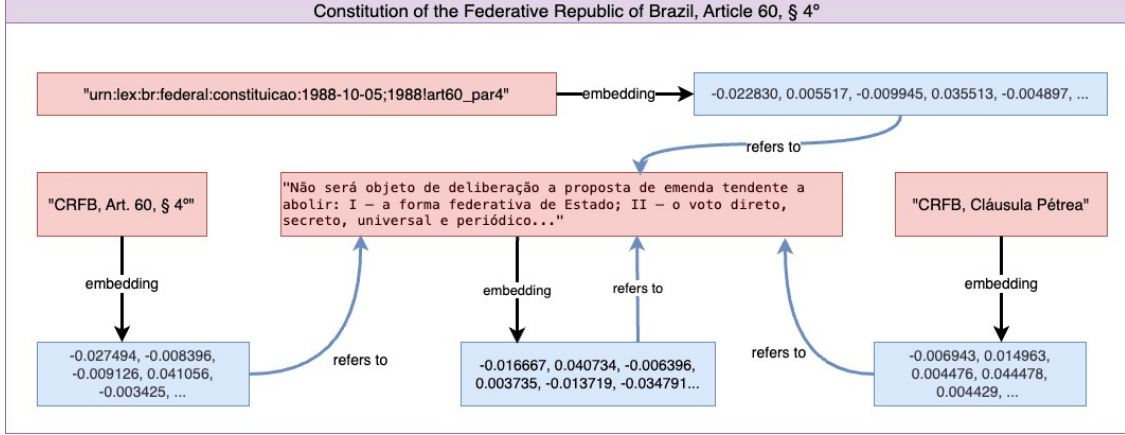 Constitution of the Federative Republic of Brazil, Article 60, § 4º
"urn:lex:br:federal:constituicao:1988-10-05;1988!art60_par4"
embedding
-0.022830, 0.005517, -0.009945, 0.035513, -0.004897, ...
refers to
"CRFB, Art. 60, § 4º"
"Não será objeto de deliberação a proposta de emenda tendente a
abolir: I – a forma federativa de Estado; II – o voto direto,
secreto, universal e periódico..."
"CRFB, Cláusula Pétrea"
embedding
embedding
refers to
embedding
refers to
refers to
-0.027494, -0.008396,
-0.009126, 0.041056,
-0.003425, ...
-0.016667, 0.040734, -0.006396,
0.003735, -0.013719, -0.034791...
-0.006943, 0.014963,
0.004476, 0.044478,
0.004429, ...